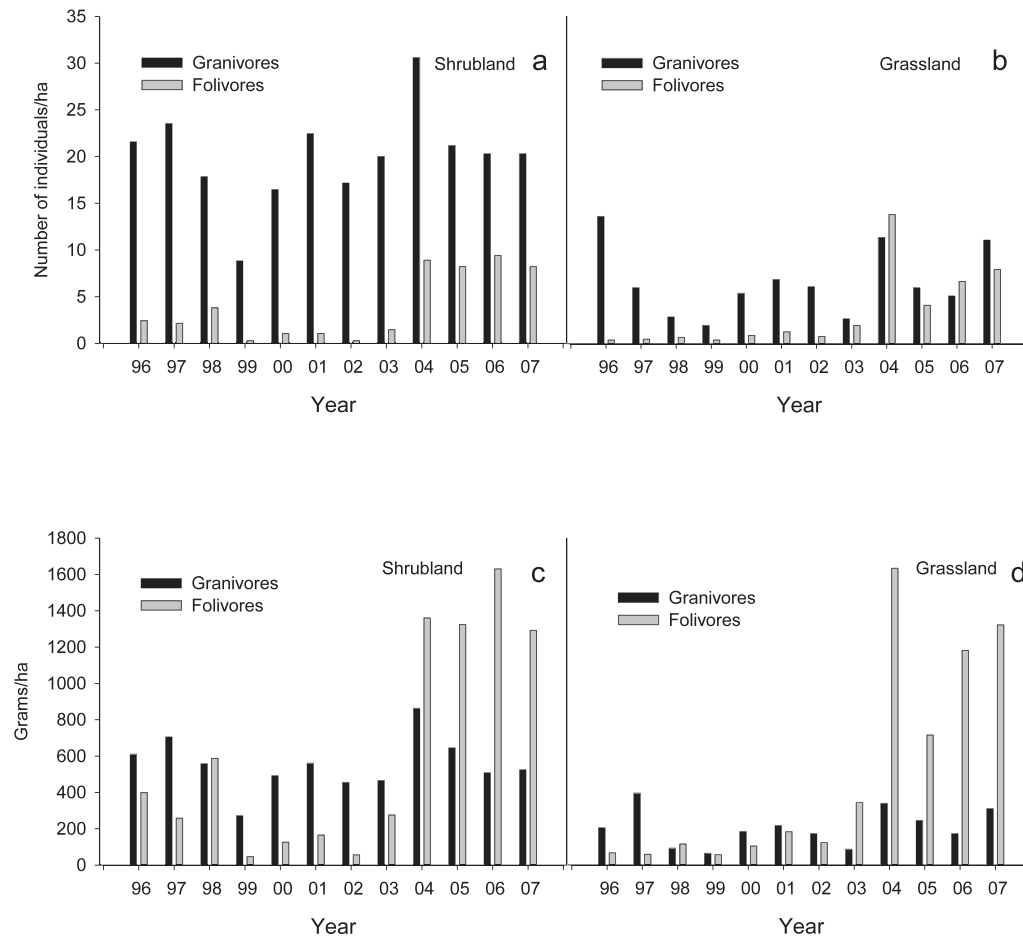 35
30
25
20
15
10
5
0
Number of individuals/ha
Granivores
Folivores
Shrubland a
96 97 98 99 00 01 02 03 04 05 06 07
Year
Granivores
Folivores
Grassland b
96 97 98 99 00 01 02 03 04 05 06 07
Year
1800
1600
1400
1200
1000
800
600
400
200
0
Grams/ha
Granivores
Folivores
Shrubland c
96 97 98 99 00 01 02 03 04 05 06 07
Year
Granivores
Folivores
Grassland d
96 97 98 99 00 01 02 03 04 05 06 07
Year